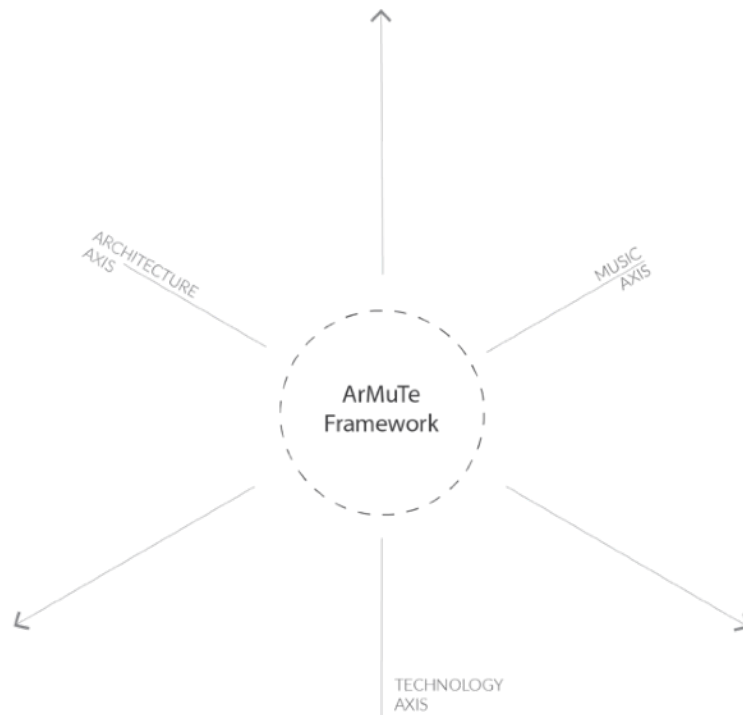 ARCHITECTURE
AXIS
MUSIC
AXIS
ArMuTe
Framework
TECHNOLOGY
AXIS